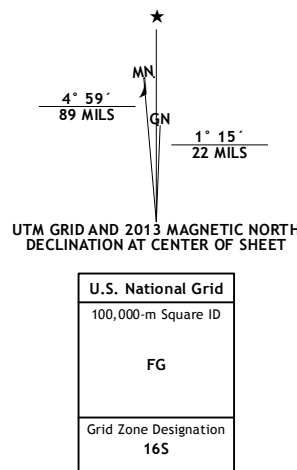 MN
4° 59´
89 MILS
GN
1° 15´
22 MILS
UTM GRID AND 2013 MAGNETIC NORTH
DECLINATION AT CENTER OF SHEET
U.S. National Grid
100,000-m Square ID
FG
Grid Zone Designation
16S